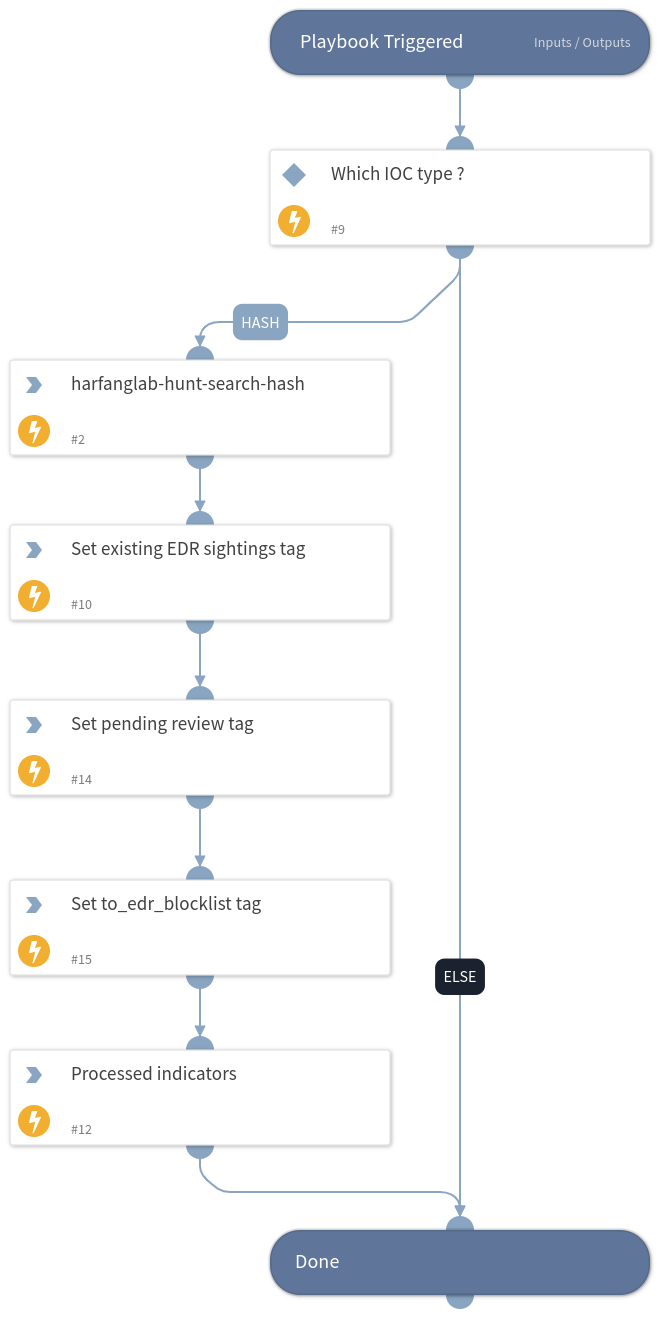 Playbook Triggered
Inputs / Outputs
Which IOC type ?
#9
HASH
harfanglab-hunt-search-hash
#2
Set existing EDR sightings tag
#10
Set pending review tag
#14
Set to_edr_blocklist tag
#15
ELSE
Processed indicators
#12
Done